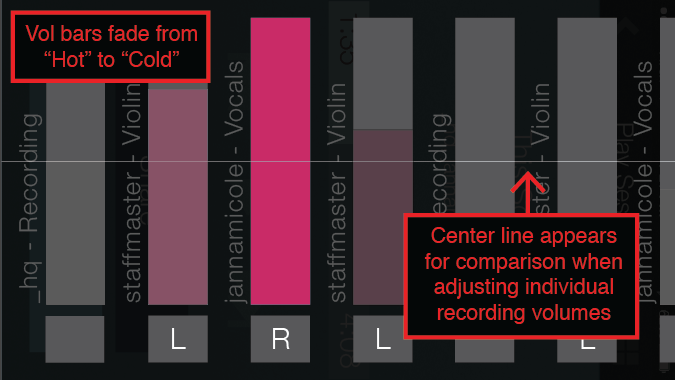 Vol bars fade from
“Hot” to “Cold”
_hq - Recording
staffmaster - Violin
jannamicole - Vocals
staffmaster - Violin
Recording
ster - Violin
jannamicole - Vocals
Center line appears
for comparison when
adjusting individual
recording volumes
L
R
L
L